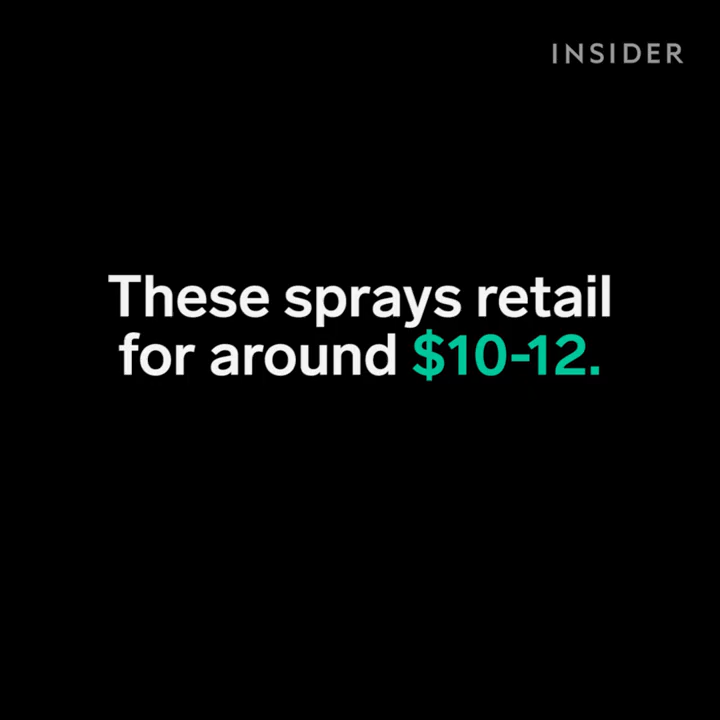 INSIDER
These sprays retail
for around $10-12.